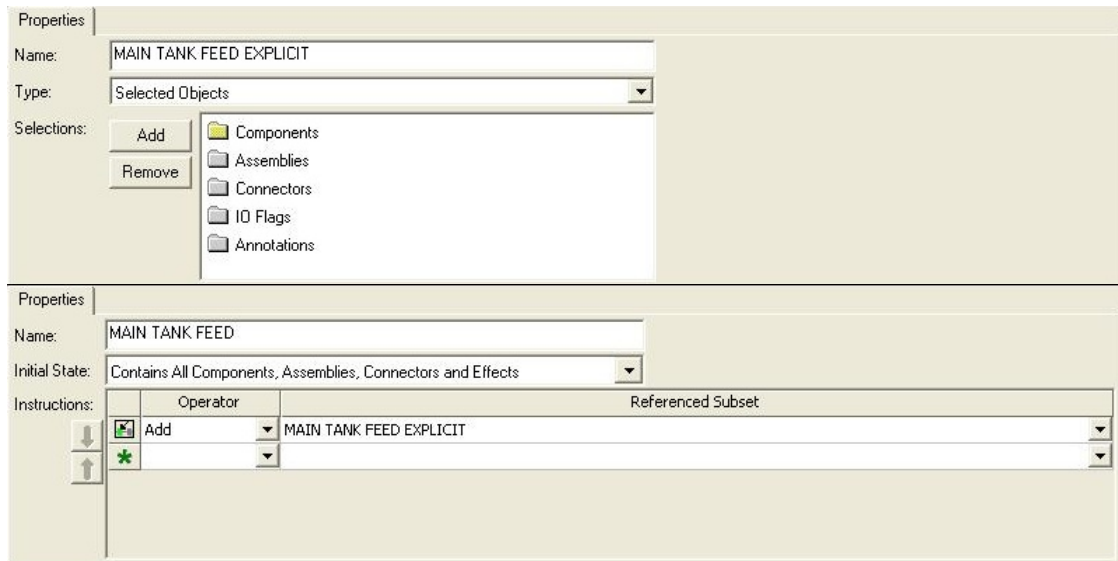 Properties
Name: MAIN TANK FEED EXPLICIT
Type: Selected Objects
Selections: Add Components
Remove Assemblies
Connectors
IO Flags
Annotations
Properties
Name: MAIN TANK FEED
Initial State: Contains All Components, Assemblies, Connectors and Effects
Instructions: Operator Referenced Subset
Add MAIN TANK FEED EXPLICIT